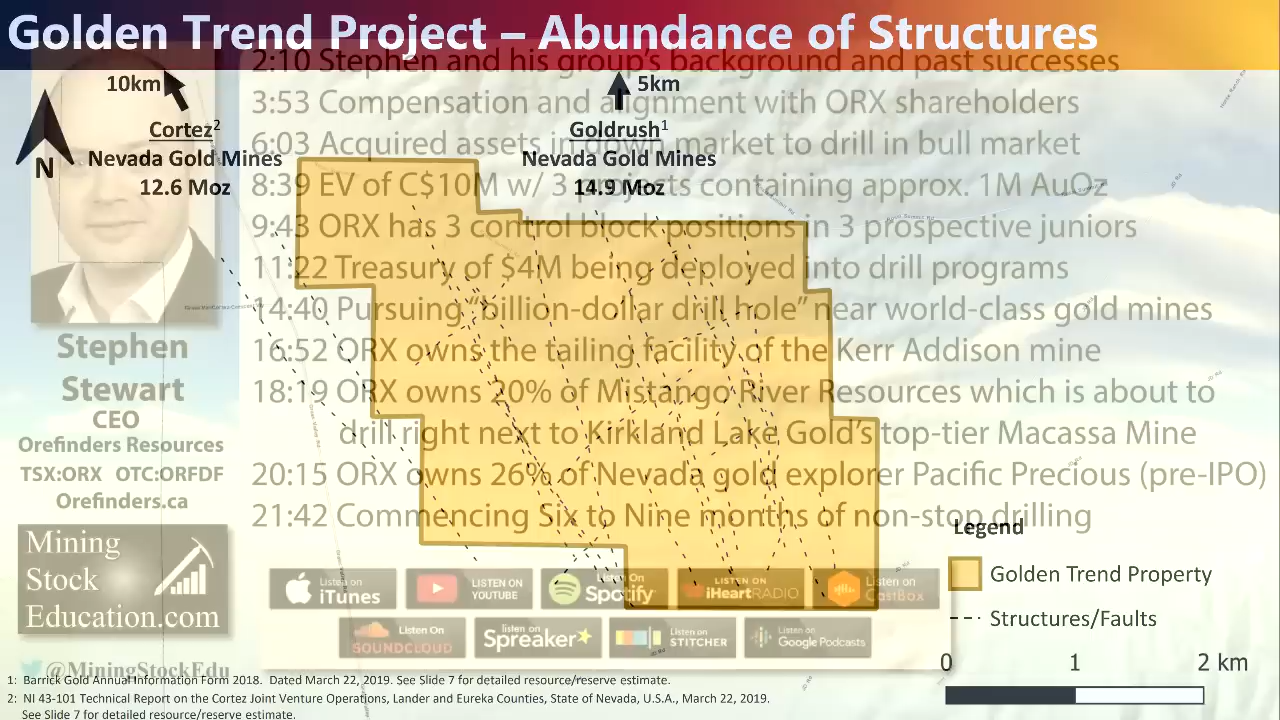 Golden Trend Project – Abundance of Structures
2:10 Stephen and his group's background and past successes
10km
5km
3:53 Compensation and alignment with ORX shareholders
Cortez2
Goldrush1
6:03 Acquired assets in down market to drill in bull market
N
Nevada Gold Mines
Nevada Gold Mines
12.6 Moz
14.9 Moz
8:39 EV of C$10M w/ 3 projects containing approx. 1M AuOz
9:43 ORX has 3 control block positions in 3 prospective juniors
11:22 Treasury of $4M being deployed into drill programs
14:40 Pursuing "billion-dollar drill hole" near world-class gold mines
16:52 ORX owns the tailing facility of the Kerr Addison mine
18:19 ORX owns 20% of Mistango River Resources which is about to
drill right next to Kirkland Lake Gold's top-tier Macassa Mine
20:15 ORX owns 26% of Nevada gold explorer Pacific Precious (pre-IPO)
21:42 Commencing Six to Nine months of non-stop drilling
Stephen
Stewart
CEO
Orefinders Resources
TSX:ORX OTC:ORFDF
Orefinders.ca
Mining
Stock
Education.com
@MiningStockEdu
Listen on
iTunes
LISTEN ON
YOUTUBE
Listen On
Spotify
LISTEN ON
iHeartRADIO
Listen on
CastBox
Listen On
SOUNDCLOUD
listen on
Spreaker
LISTEN ON
STITCHER
Listen on
Google Podcasts
Legend
Golden Trend Property
Structures/Faults
0 1 2 km
1: Barrick Gold Annual Information Form 2018. Dated March 22, 2019. See Slide 7 for detailed resource/reserve estimate.
2: NI 43-101 Technical Report on the Cortez Joint Venture Operations, Lander and Eureka Counties, State of Nevada, U.S.A., March 22, 2019.
See Slide 7 for detailed resource/reserve estimate.